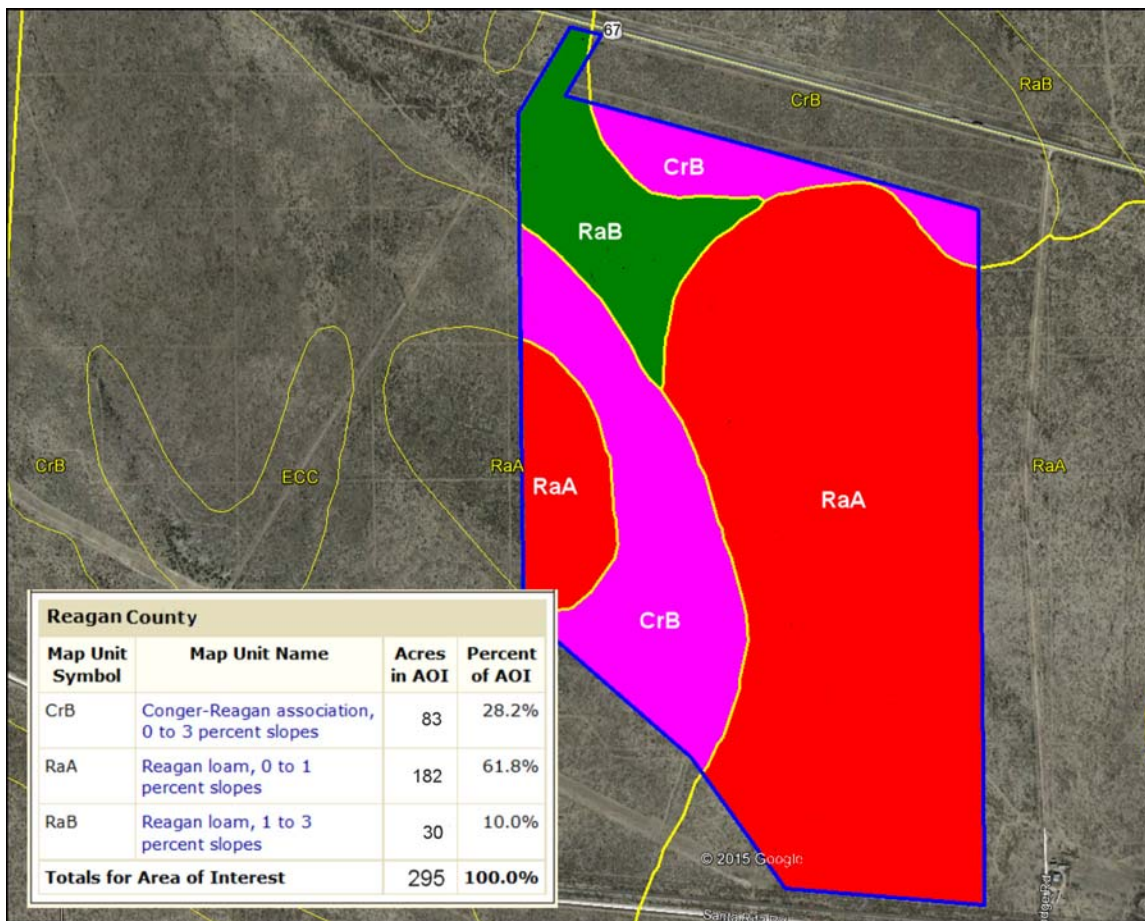 67
RaB
CrB
CrB
RaB
CrB
RaA
ECC
RaA
RaA
RaA
RaA
CrB
© 2015 Google
Reagan County
Map Unit Symbol
Map Unit Name
Acres in AOI
Percent of AOI
CrB
Conger-Reagan association,
0 to 3 percent slopes
83
28.2%
RaA
Reagan loam, 0 to 1
percent slopes
182
61.8%
RaB
Reagan loam, 1 to 3
percent slopes
30
10.0%
Totals for Area of Interest
295
100.0%